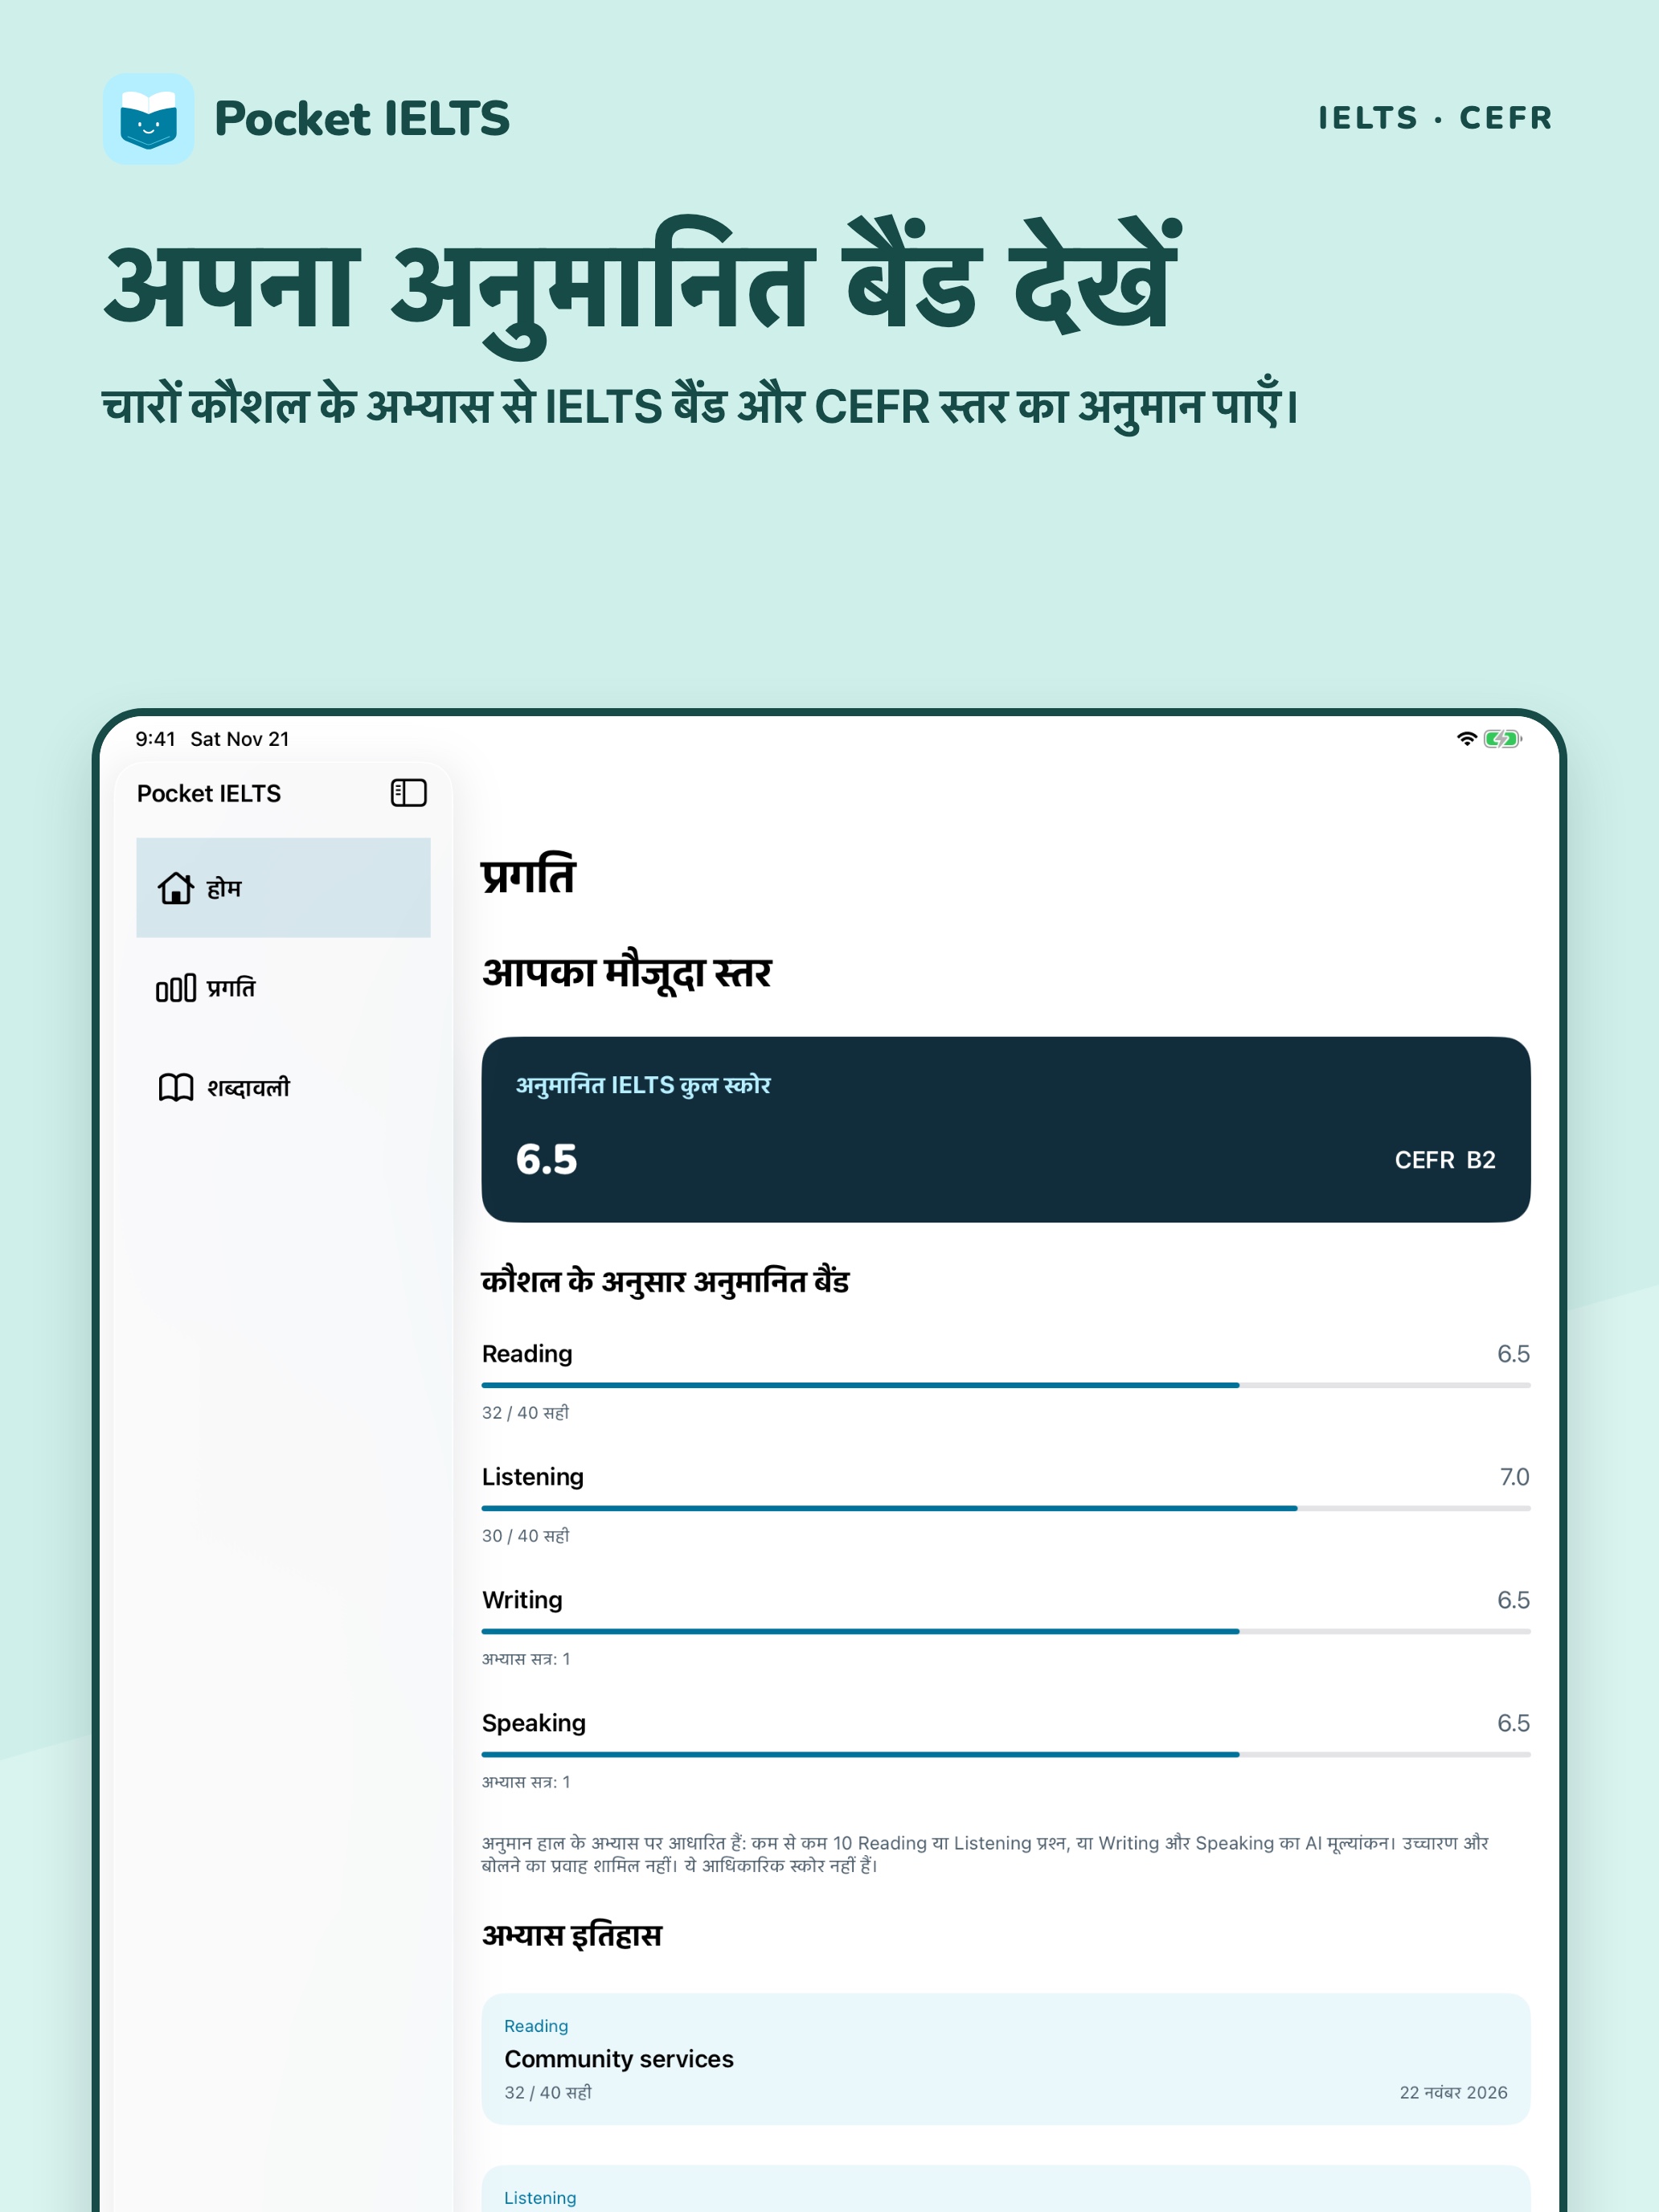 Pocket IELTS
IELTS · CEFR
अपना अनुमानित बैंड देखें
चारों कौशल के अभ्यास से IELTS बैंड और CEFR स्तर का अनुमान पाएँ।
9:41 Sat Nov 21
Pocket IELTS
होम
प्रगति
शब्दावली
प्रगति
आपका मौजूदा स्तर
अनुमानित IELTS कुल स्कोर
6.5
CEFR B2
कौशल के अनुसार अनुमानित बैंड
Reading 6.5
32 / 40 सही
Listening 7.0
30 / 40 सही
Writing 6.5
अभ्यास सत्र: 1
Speaking 6.5
अभ्यास सत्र: 1
अनुमान हाल के अभ्यास पर आधारित हैं: कम से कम 10 Reading या Listening प्रश्न, या Writing और Speaking का AI मूल्यांकन। उच्चारण और
बोलने का प्रवाह शामिल नहीं। ये आधिकारिक स्कोर नहीं हैं।
अभ्यास इतिहास
Reading
Community services
32 / 40 सही 22 नवंबर 2026
Listening